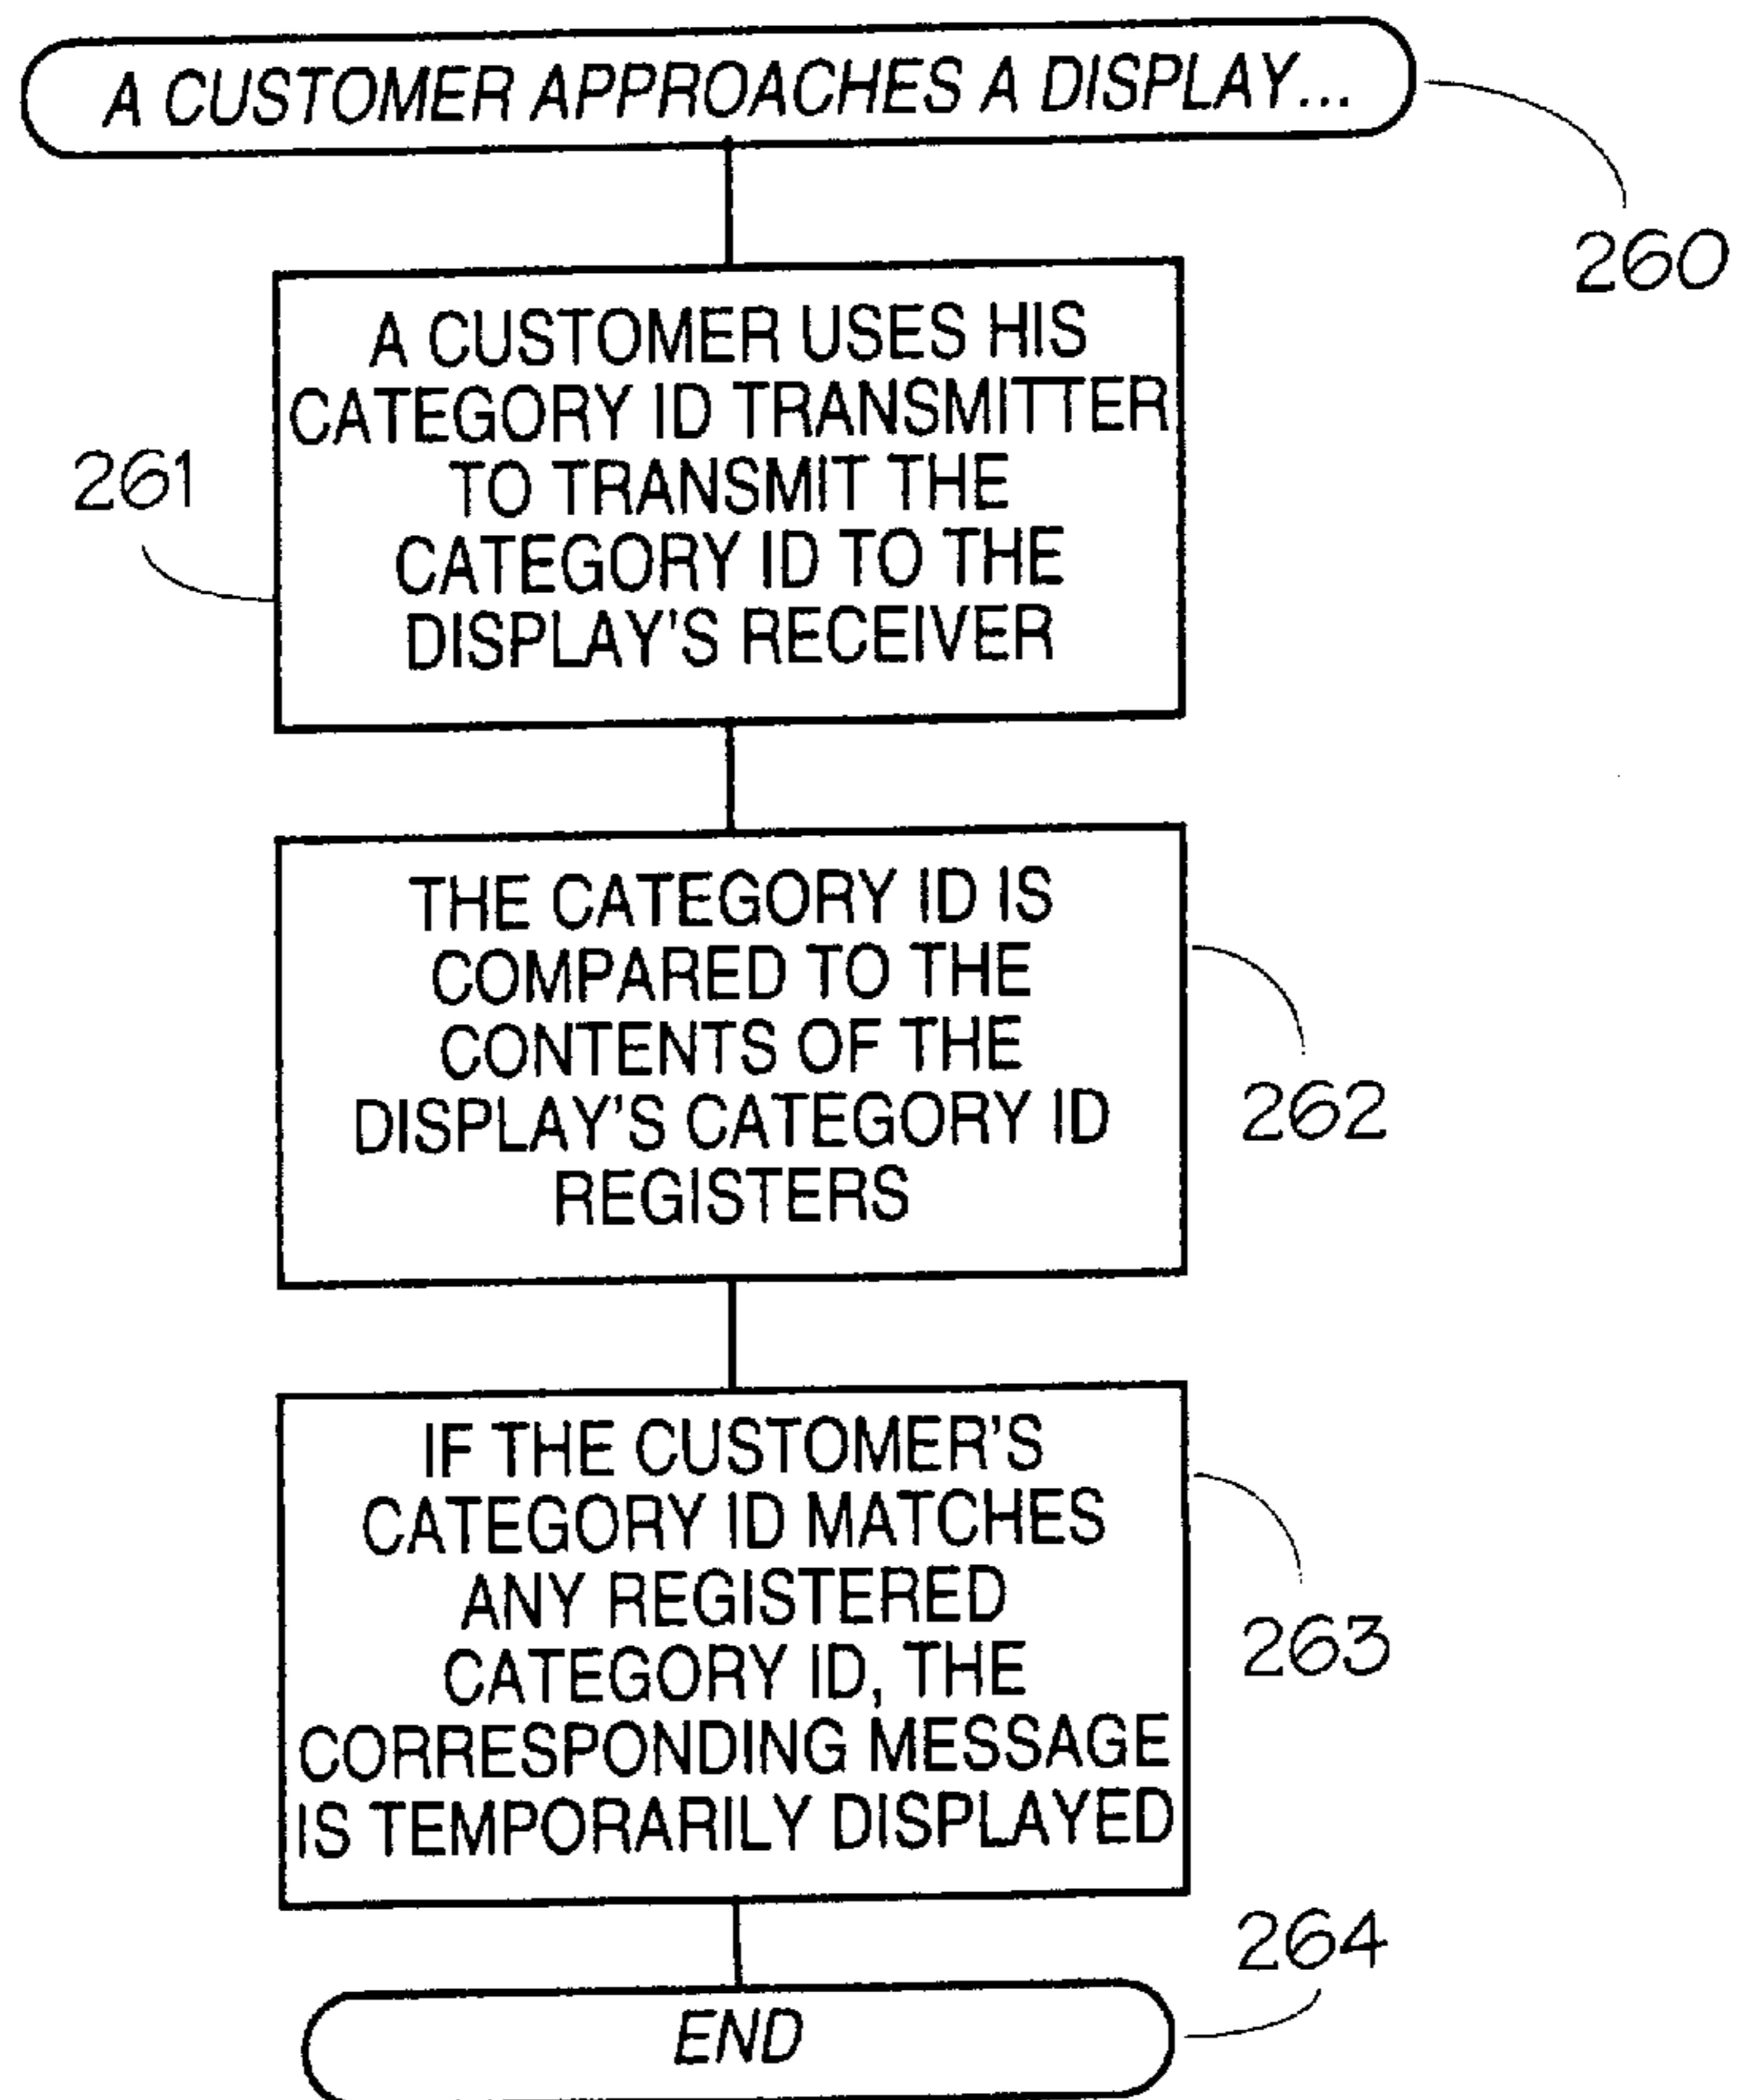 A CUSTOMER APPROACHES A DISPLAY...
260
A CUSTOMER USES HIS
CATEGORY ID TRANSMITTER
TO TRANSMIT THE
CATEGORY ID TO THE
DISPLAY'S RECEIVER
261
THE CATEGORY ID IS
COMPARED TO THE
CONTENTS OF THE
DISPLAY'S CATEGORY ID
REGISTERS
262
IF THE CUSTOMER'S
CATEGORY ID MATCHES
ANY REGISTERED
CATEGORY ID, THE
CORRESPONDING MESSAGE
IS TEMPORARILY DISPLAYED
263
264
END